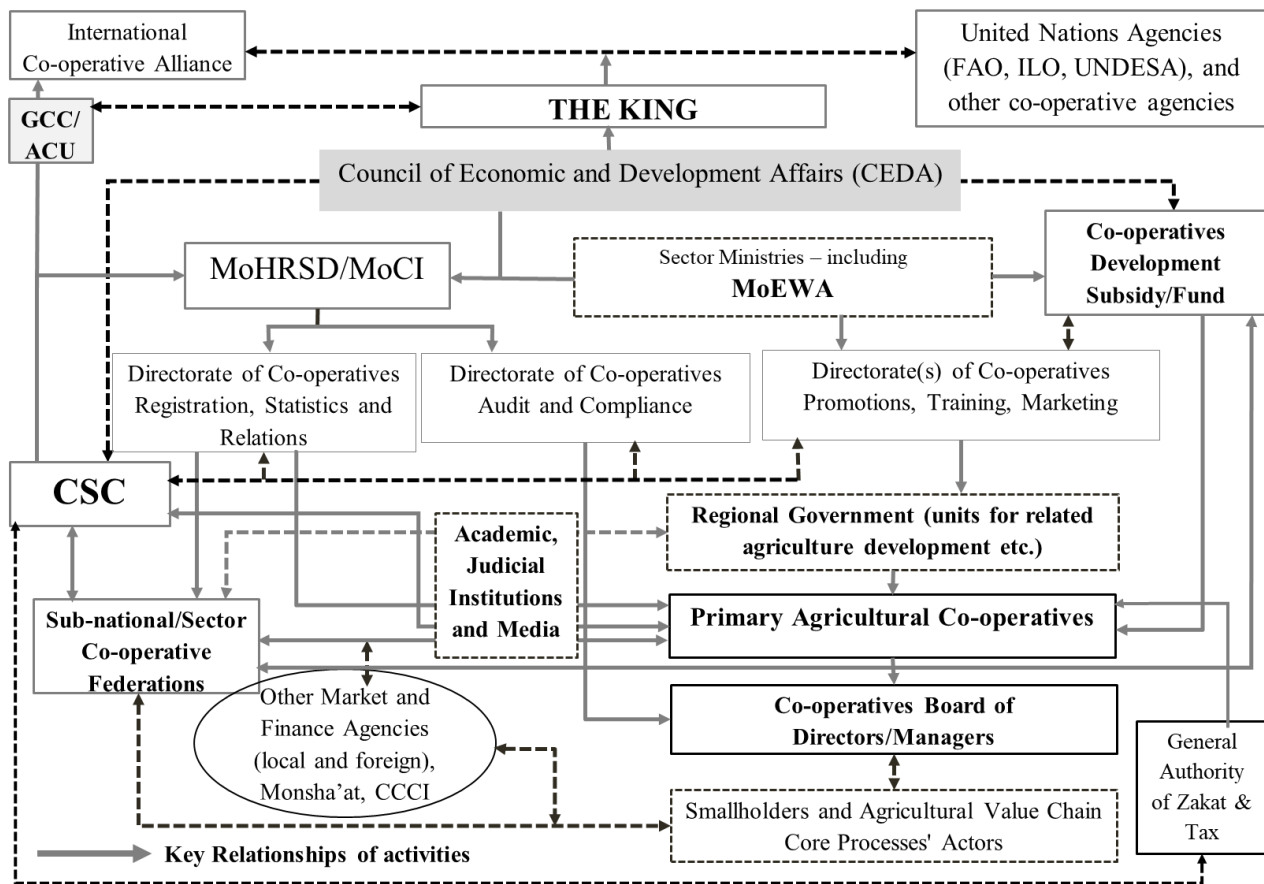 International
Co-operative Alliance
United Nations Agencies
(FAO, ILO, UNDESA), and
other co-operative agencies
GCC/
ACU
THE KING
Council of Economic and Development Affairs (CEDA)
MoHRSD/MoCI
Sector Ministries – including
MoEWA
Co-operatives
Development
Subsidy/Fund
Directorate of Co-operatives
Registration, Statistics and
Relations
Directorate of Co-operatives
Audit and Compliance
Directorate(s) of Co-operatives
Promotions, Training, Marketing
CSC
Academic,
Judicial
Institutions
and Media
Regional Government (units for related
agriculture development etc.)
Sub-national/Sector
Co-operative
Federations
Primary Agricultural Co-operatives
Other Market and
Finance Agencies
(local and foreign),
Monsha’at, CCCI
Co-operatives Board of
Directors/Managers
General
Authority
of Zakat &
Tax
Smallholders and Agricultural Value Chain
Core Processes' Actors
Key Relationships of activities